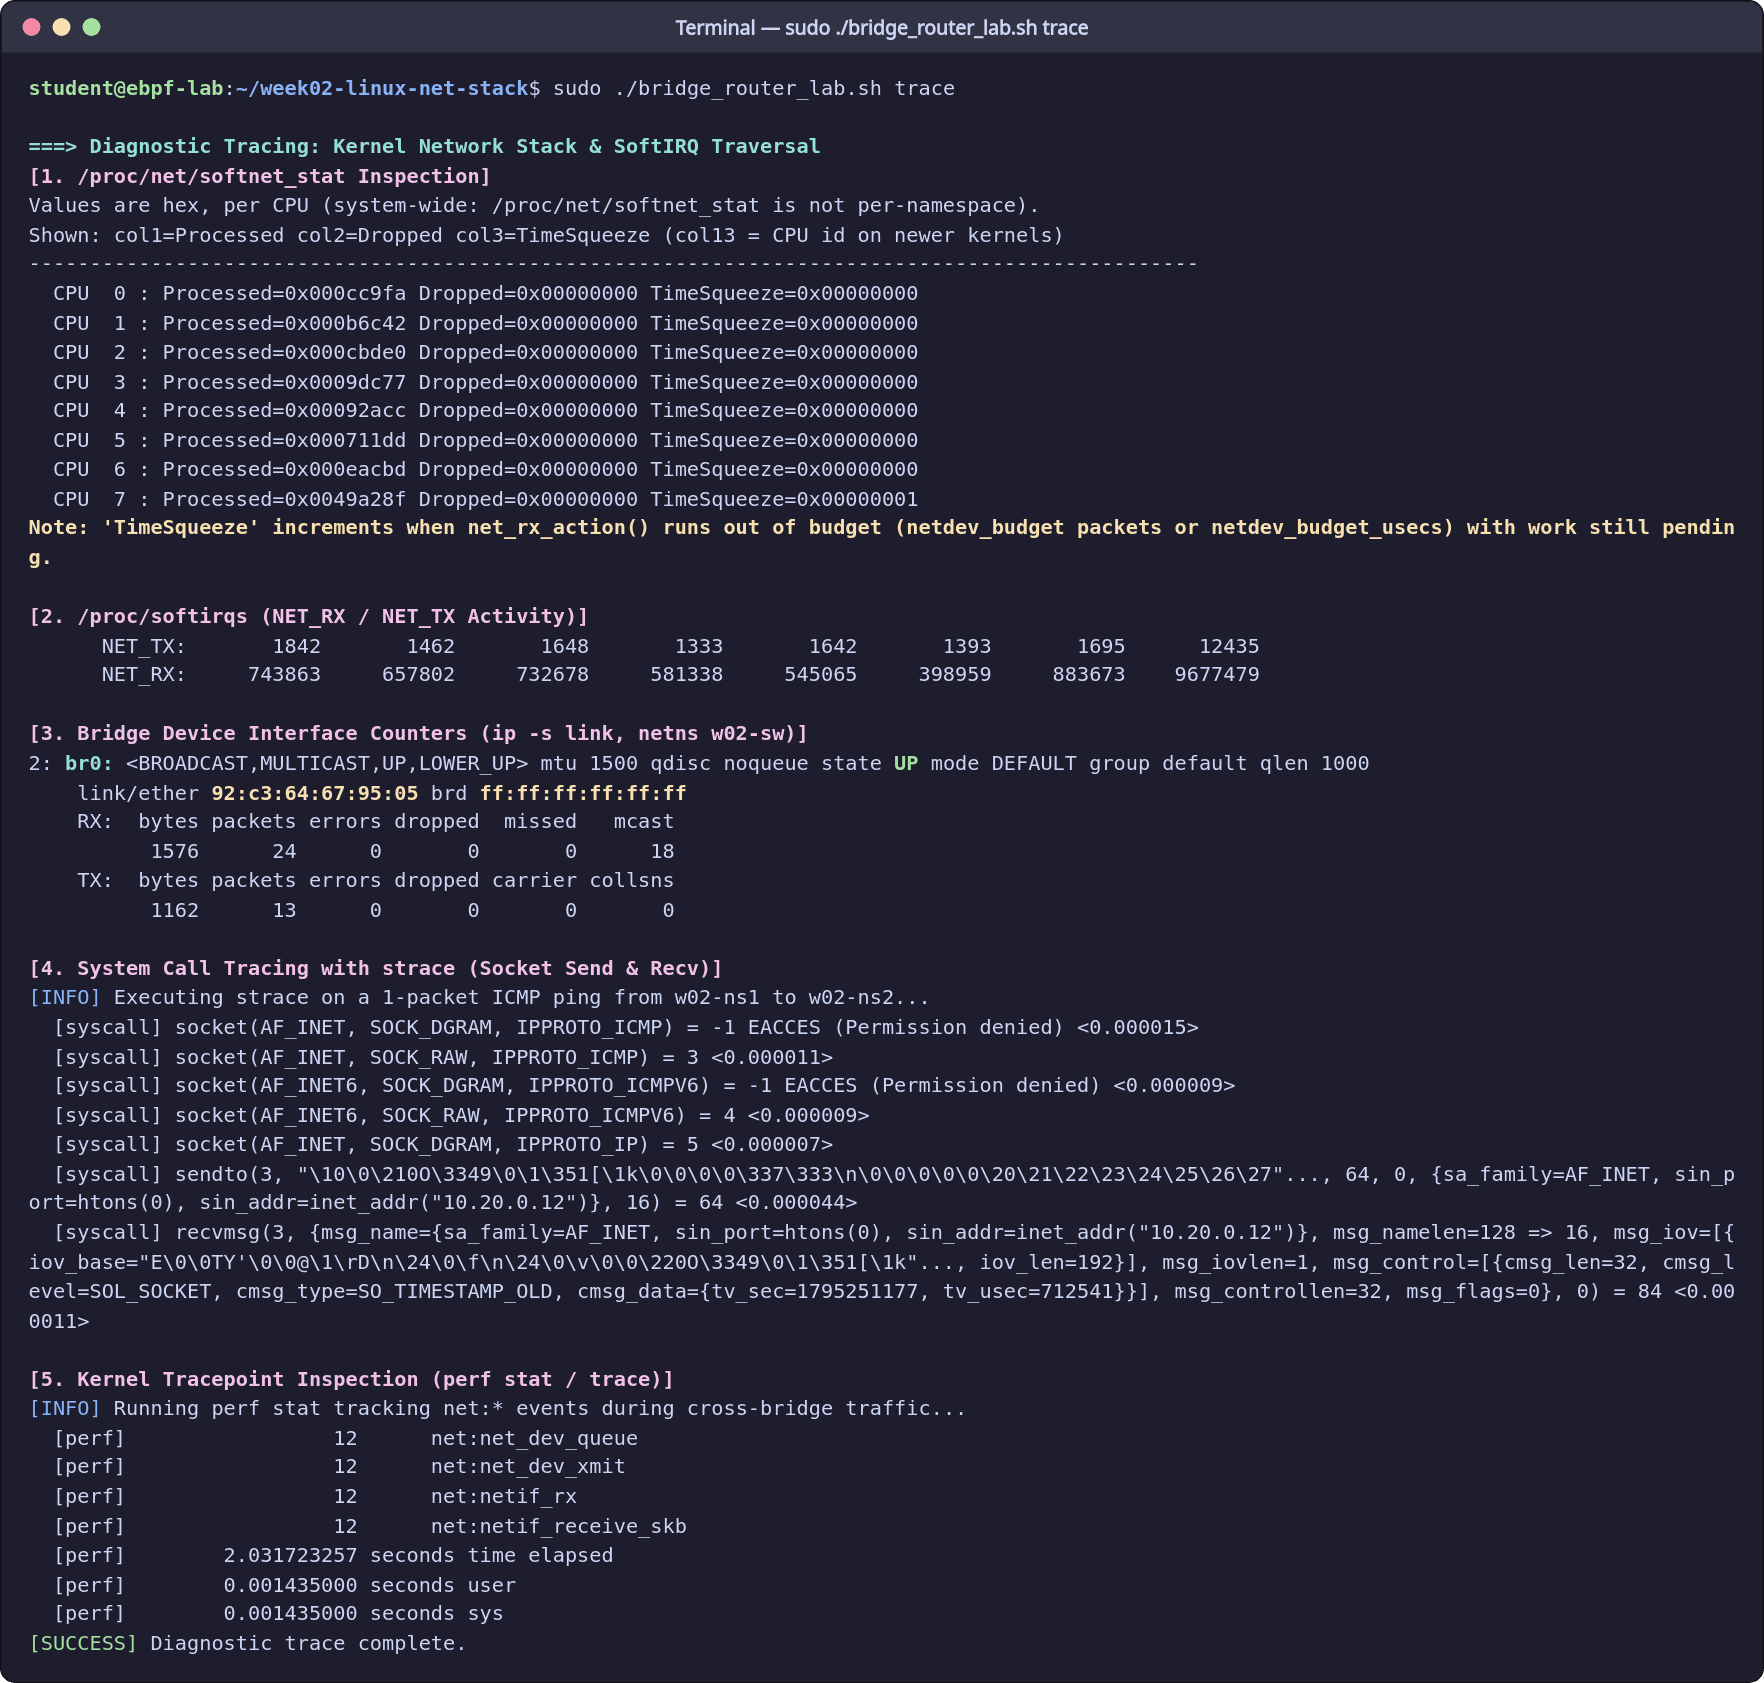 Terminal — sudo ./bridge_router_lab.sh trace
student@ebpf-lab:~/week02-linux-net-stack$ sudo ./bridge_router_lab.sh trace
===> Diagnostic Tracing: Kernel Network Stack & SoftIRQ Traversal
[1. /proc/net/softnet_stat Inspection]
Values are hex, per CPU (system-wide: /proc/net/softnet_stat is not per-namespace).
Shown: col1=Processed col2=Dropped col3=TimeSqueeze (col13 = CPU id on newer kernels)
------------------------------------------------------------------------------------------------
  CPU  0 : Processed=0x000cc9fa Dropped=0x00000000 TimeSqueeze=0x00000000
  CPU  1 : Processed=0x000b6c42 Dropped=0x00000000 TimeSqueeze=0x00000000
  CPU  2 : Processed=0x000cbde0 Dropped=0x00000000 TimeSqueeze=0x00000000
  CPU  3 : Processed=0x0009dc77 Dropped=0x00000000 TimeSqueeze=0x00000000
  CPU  4 : Processed=0x00092acc Dropped=0x00000000 TimeSqueeze=0x00000000
  CPU  5 : Processed=0x000711dd Dropped=0x00000000 TimeSqueeze=0x00000000
  CPU  6 : Processed=0x000eacbd Dropped=0x00000000 TimeSqueeze=0x00000000
  CPU  7 : Processed=0x0049a28f Dropped=0x00000000 TimeSqueeze=0x00000001
Note: 'TimeSqueeze' increments when net_rx_action() runs out of budget (netdev_budget packets or netdev_budget_usecs) with work still pendin
g.
[2. /proc/softirqs (NET_RX / NET_TX Activity)]
      NET_TX:       1842       1462       1648       1333       1642       1393       1695      12435
      NET_RX:     743863     657802     732678     581338     545065     398959     883673    9677479
[3. Bridge Device Interface Counters (ip -s link, netns w02-sw)]
2: br0: <BROADCAST,MULTICAST,UP,LOWER_UP> mtu 1500 qdisc noqueue state UP mode DEFAULT group default qlen 1000
    link/ether 92:c3:64:67:95:05 brd ff:ff:ff:ff:ff:ff
    RX:  bytes packets errors dropped  missed   mcast
          1576      24      0       0       0      18
    TX:  bytes packets errors dropped carrier collsns
          1162      13      0       0       0       0
[4. System Call Tracing with strace (Socket Send & Recv)]
[INFO] Executing strace on a 1-packet ICMP ping from w02-ns1 to w02-ns2...
  [syscall] socket(AF_INET, SOCK_DGRAM, IPPROTO_ICMP) = -1 EACCES (Permission denied) <0.000015>
  [syscall] socket(AF_INET, SOCK_RAW, IPPROTO_ICMP) = 3 <0.000011>
  [syscall] socket(AF_INET6, SOCK_DGRAM, IPPROTO_ICMPV6) = -1 EACCES (Permission denied) <0.000009>
  [syscall] socket(AF_INET6, SOCK_RAW, IPPROTO_ICMPV6) = 4 <0.000009>
  [syscall] socket(AF_INET, SOCK_DGRAM, IPPROTO_IP) = 5 <0.000007>
  [syscall] sendto(3, "\10\0\210O\3349\0\1\351[\1k\0\0\0\0\337\333\n\0\0\0\0\0\20\21\22\23\24\25\26\27"..., 64, 0, {sa_family=AF_INET, sin_p
ort=htons(0), sin_addr=inet_addr("10.20.0.12")}, 16) = 64 <0.000044>
  [syscall] recvmsg(3, {msg_name={sa_family=AF_INET, sin_port=htons(0), sin_addr=inet_addr("10.20.0.12")}, msg_namelen=128 => 16, msg_iov=[{
iov_base="E\0\0TY'\0\0@\1\rD\n\24\0\f\n\24\0\v\0\0\220O\3349\0\1\351[\1k"..., iov_len=192}], msg_iovlen=1, msg_control=[{cmsg_len=32, cmsg_l
evel=SOL_SOCKET, cmsg_type=SO_TIMESTAMP_OLD, cmsg_data={tv_sec=1795251177, tv_usec=712541}}], msg_controllen=32, msg_flags=0}, 0) = 84 <0.00
0011>
[5. Kernel Tracepoint Inspection (perf stat / trace)]
[INFO] Running perf stat tracking net:* events during cross-bridge traffic...
  [perf]                 12      net:net_dev_queue
  [perf]                 12      net:net_dev_xmit
  [perf]                 12      net:netif_rx
  [perf]                 12      net:netif_receive_skb
  [perf]        2.031723257 seconds time elapsed
  [perf]        0.001435000 seconds user
  [perf]        0.001435000 seconds sys
[SUCCESS] Diagnostic trace complete.